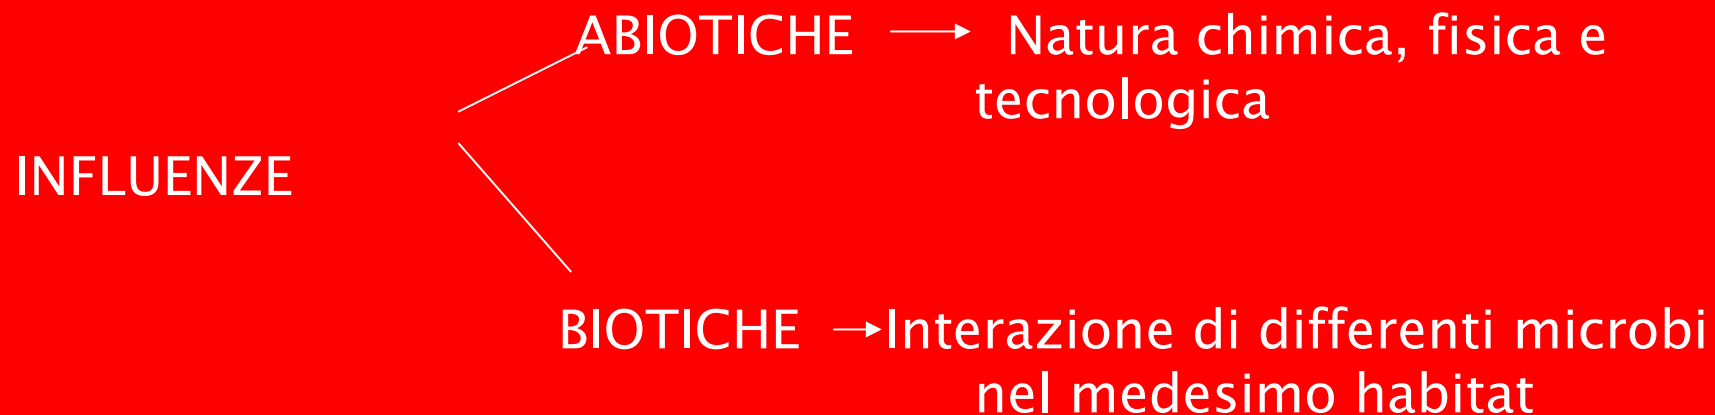 ABIOTICHE → Natura chimica, fisica e
tecnologica
INFLUENZE
BIOTICHE → Interazione di differenti microbi
nel medesimo habitat